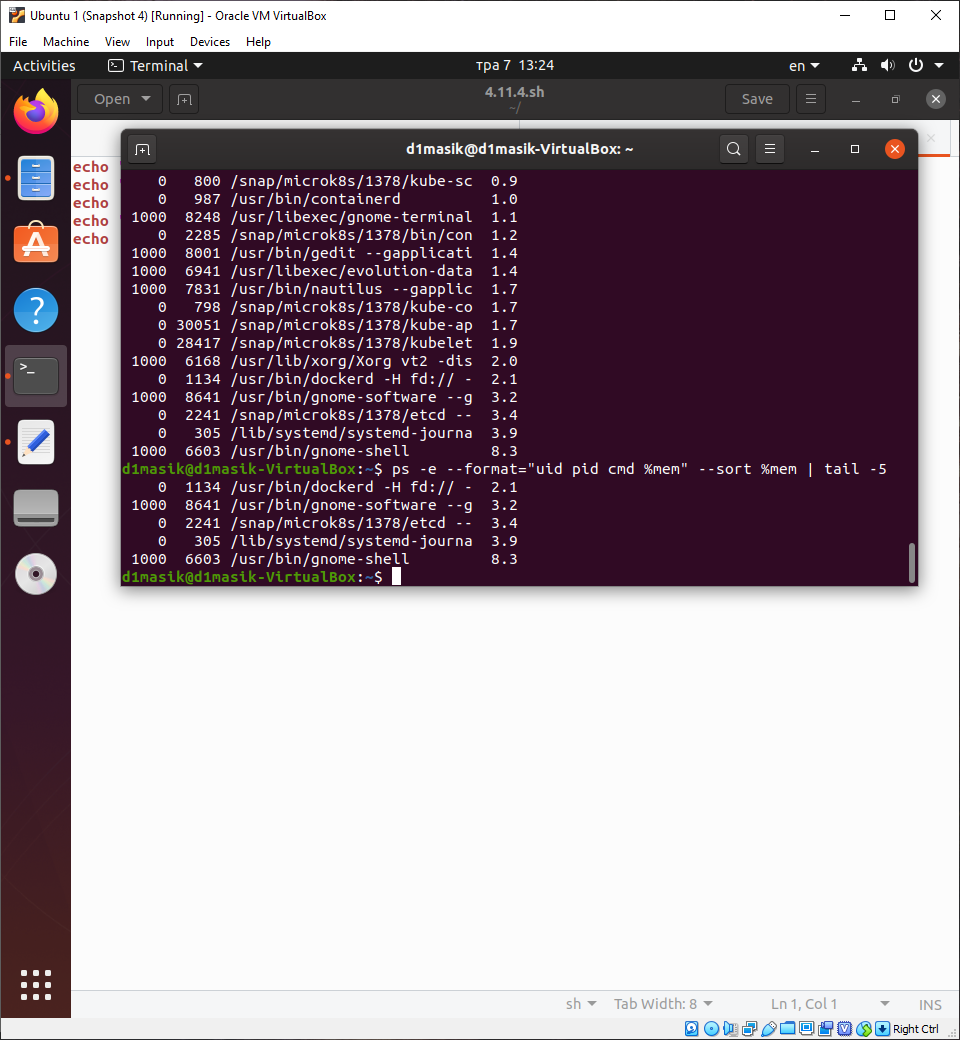 Ubuntu 1 (Snapshot 4) [Running] - Oracle VM VirtualBox
File Machine View Input Devices Help
Activities Terminal тра 7 13:24 en
Open 4.11.4.sh Save
~/
d1masik@d1masik-VirtualBox: ~
echo
echo
echo
echo
echo
0 800 /snap/microk8s/1378/kube-sc 0.9
0 987 /usr/bin/containerd 1.0
1000 8248 /usr/libexec/gnome-terminal 1.1
0 2285 /snap/microk8s/1378/bin/con 1.2
1000 8001 /usr/bin/gedit --gapplicati 1.4
1000 6941 /usr/libexec/evolution-data 1.4
1000 7831 /usr/bin/nautilus --gapplic 1.7
0 798 /snap/microk8s/1378/kube-co 1.7
0 30051 /snap/microk8s/1378/kube-ap 1.7
0 28417 /snap/microk8s/1378/kubelet 1.9
1000 6168 /usr/lib/xorg/Xorg vt2 -dis 2.0
0 1134 /usr/bin/dockerd -H fd:// - 2.1
1000 8641 /usr/bin/gnome-software --g 3.2
0 2241 /snap/microk8s/1378/etcd -- 3.4
0 305 /lib/systemd/systemd-journa 3.9
1000 6603 /usr/bin/gnome-shell 8.3
d1masik@d1masik-VirtualBox:~$ ps -e --format="uid pid cmd %mem" --sort %mem | tail -5
0 1134 /usr/bin/dockerd -H fd:// - 2.1
1000 8641 /usr/bin/gnome-software --g 3.2
0 2241 /snap/microk8s/1378/etcd -- 3.4
0 305 /lib/systemd/systemd-journa 3.9
1000 6603 /usr/bin/gnome-shell 8.3
d1masik@d1masik-VirtualBox:~$
sh Tab Width: 8 Ln 1, Col 1 INS
Right Ctrl